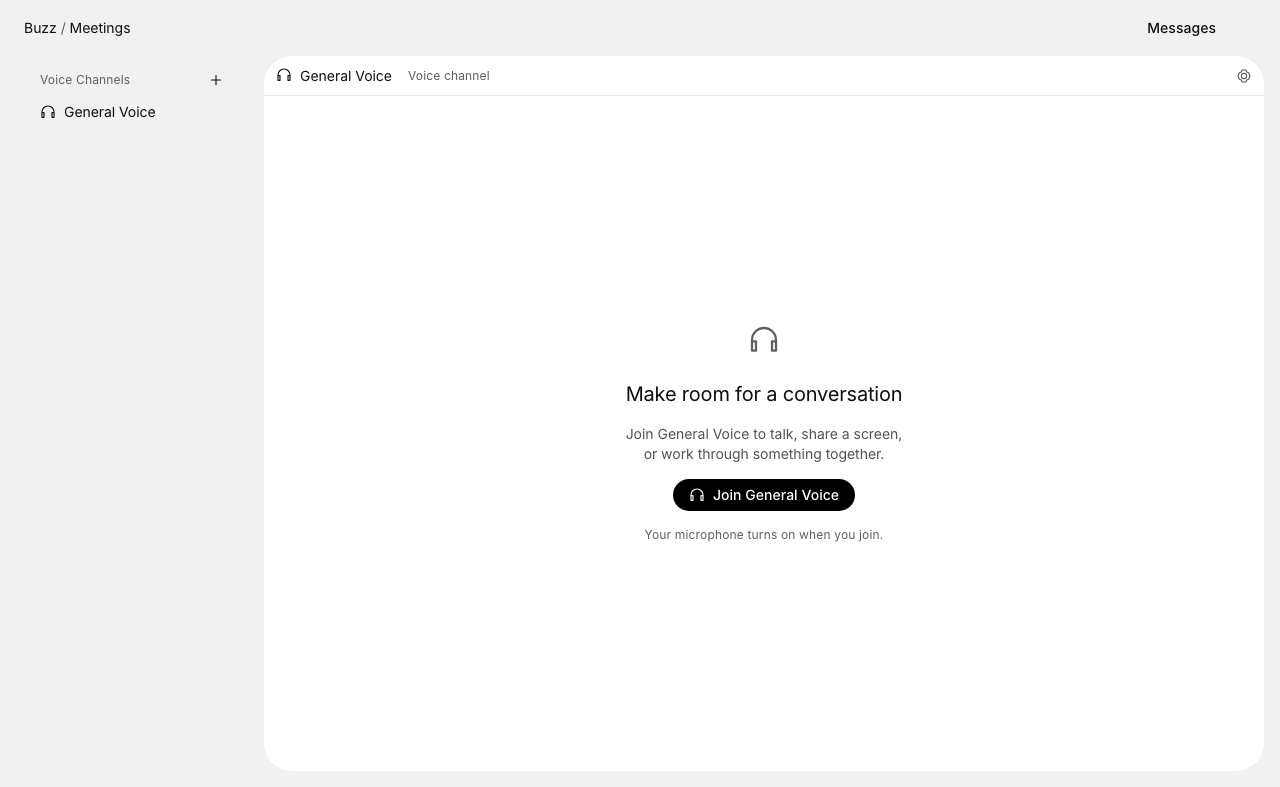 Buzz / Meetings
Messages
Voice Channels
General Voice
General Voice
Voice channel
Make room for a conversation
Join General Voice to talk, share a screen,
or work through something together.
Join General Voice
Your microphone turns on when you join.